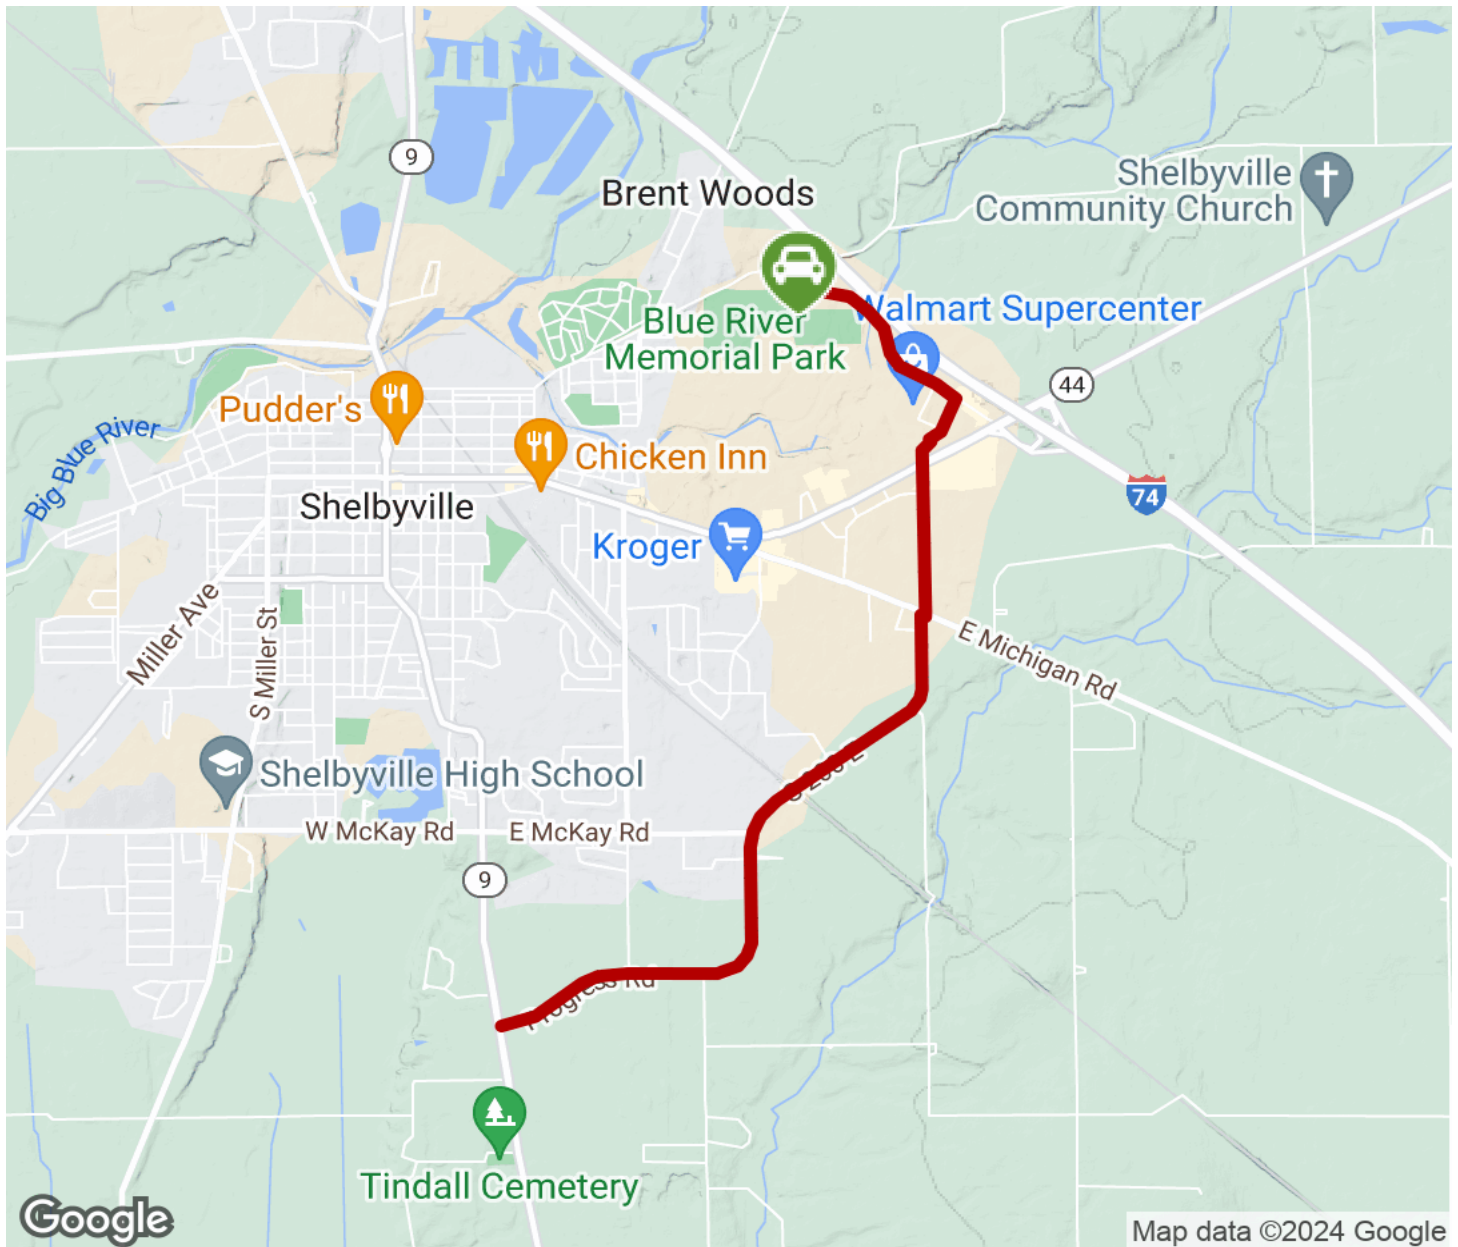 9
Brent Woods
Shelbyville
Community Church
Walmart Supercenter
Blue River
Memorial Park
44
Pudder's
Big Blue River
Chicken Inn
Shelbyville
74
Kroger
Miller Ave
S Miller St
E Michigan Rd
Shelbyville High School
W McKay Rd
E McKay Rd
9
Progress Rd
Tindall Cemetery
Google
Map data ©2024 Google